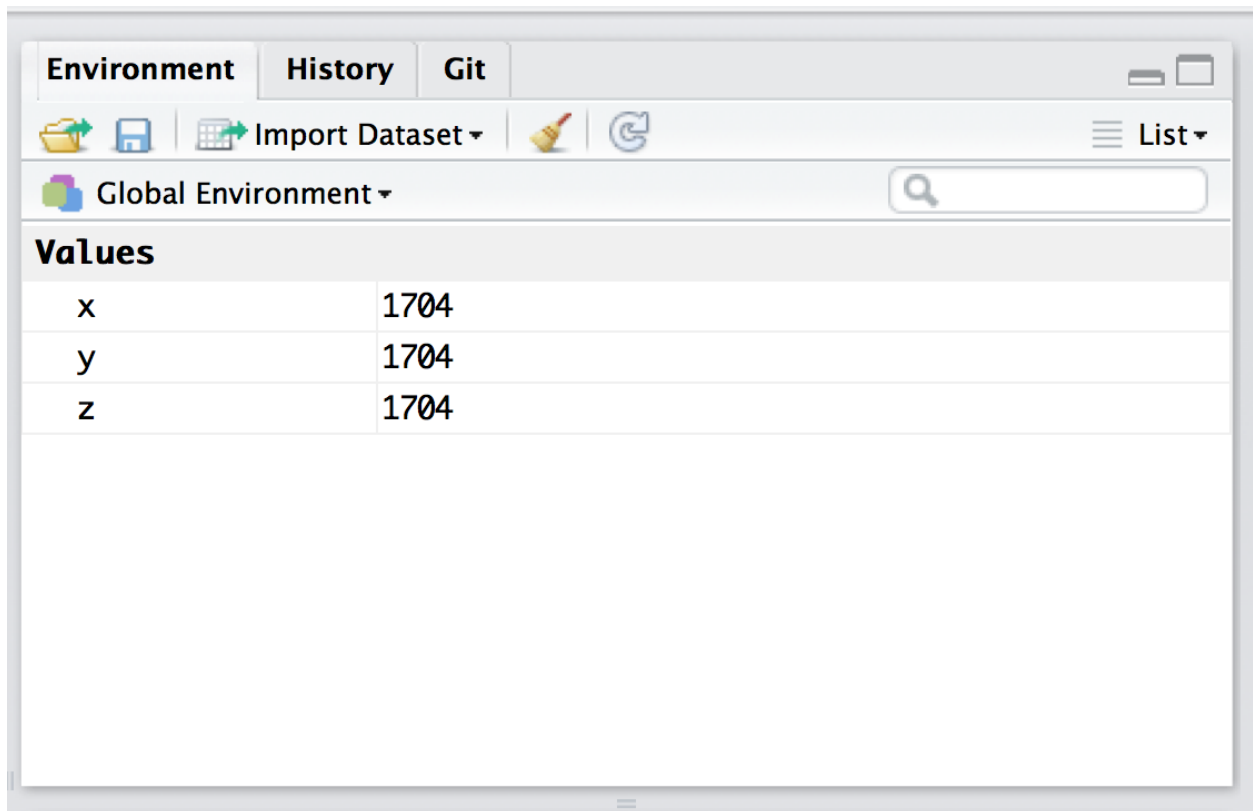 Environment History Git
Import Dataset List
Global Environment
Values
x 1704
y 1704
z 1704